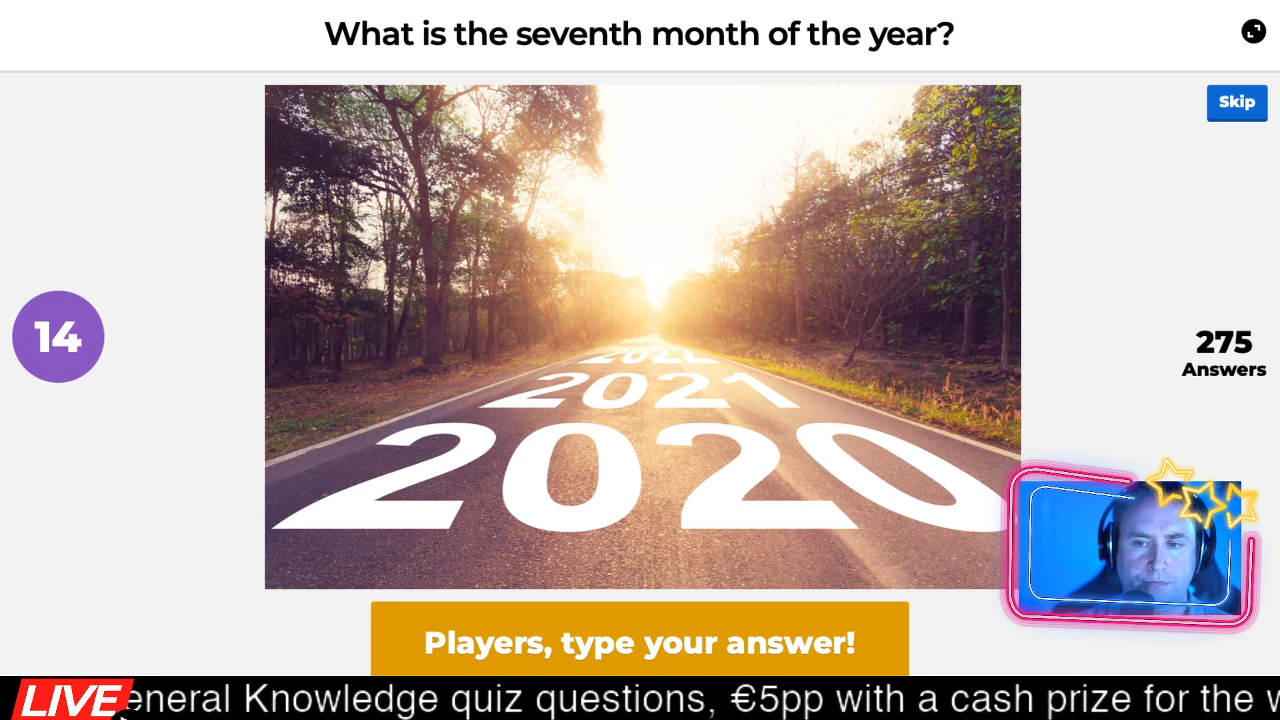 What is the seventh month of the year?
Skip
14
275
Answers
2022
2021
2020
Players, type your answer!
LIVE
eneral Knowledge quiz questions, €5pp with a cash prize for the w